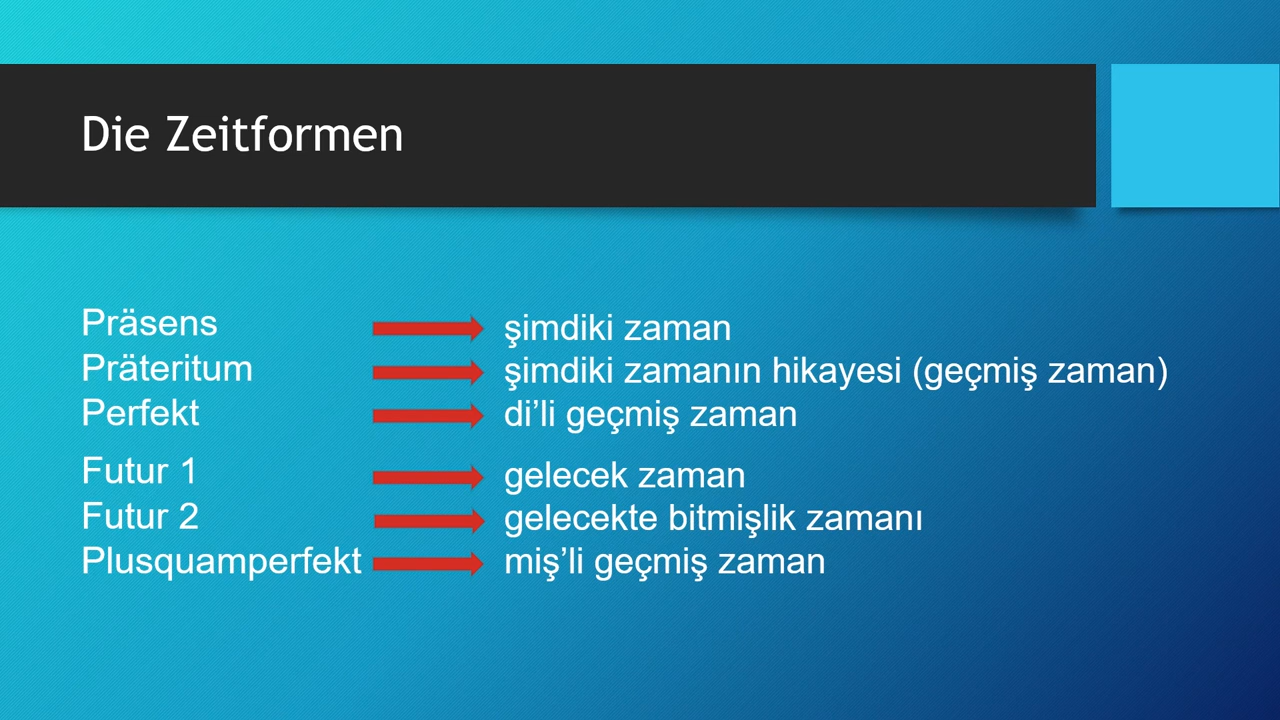 Die Zeitformen
Präsens şimdiki zaman
Präteritum şimdiki zamanın hikayesi (geçmiş zaman)
Perfekt di’li geçmiş zaman
Futur 1 gelecek zaman
Futur 2 gelecekte bitmişlik zamanı
Plusquamperfekt miş’li geçmiş zaman